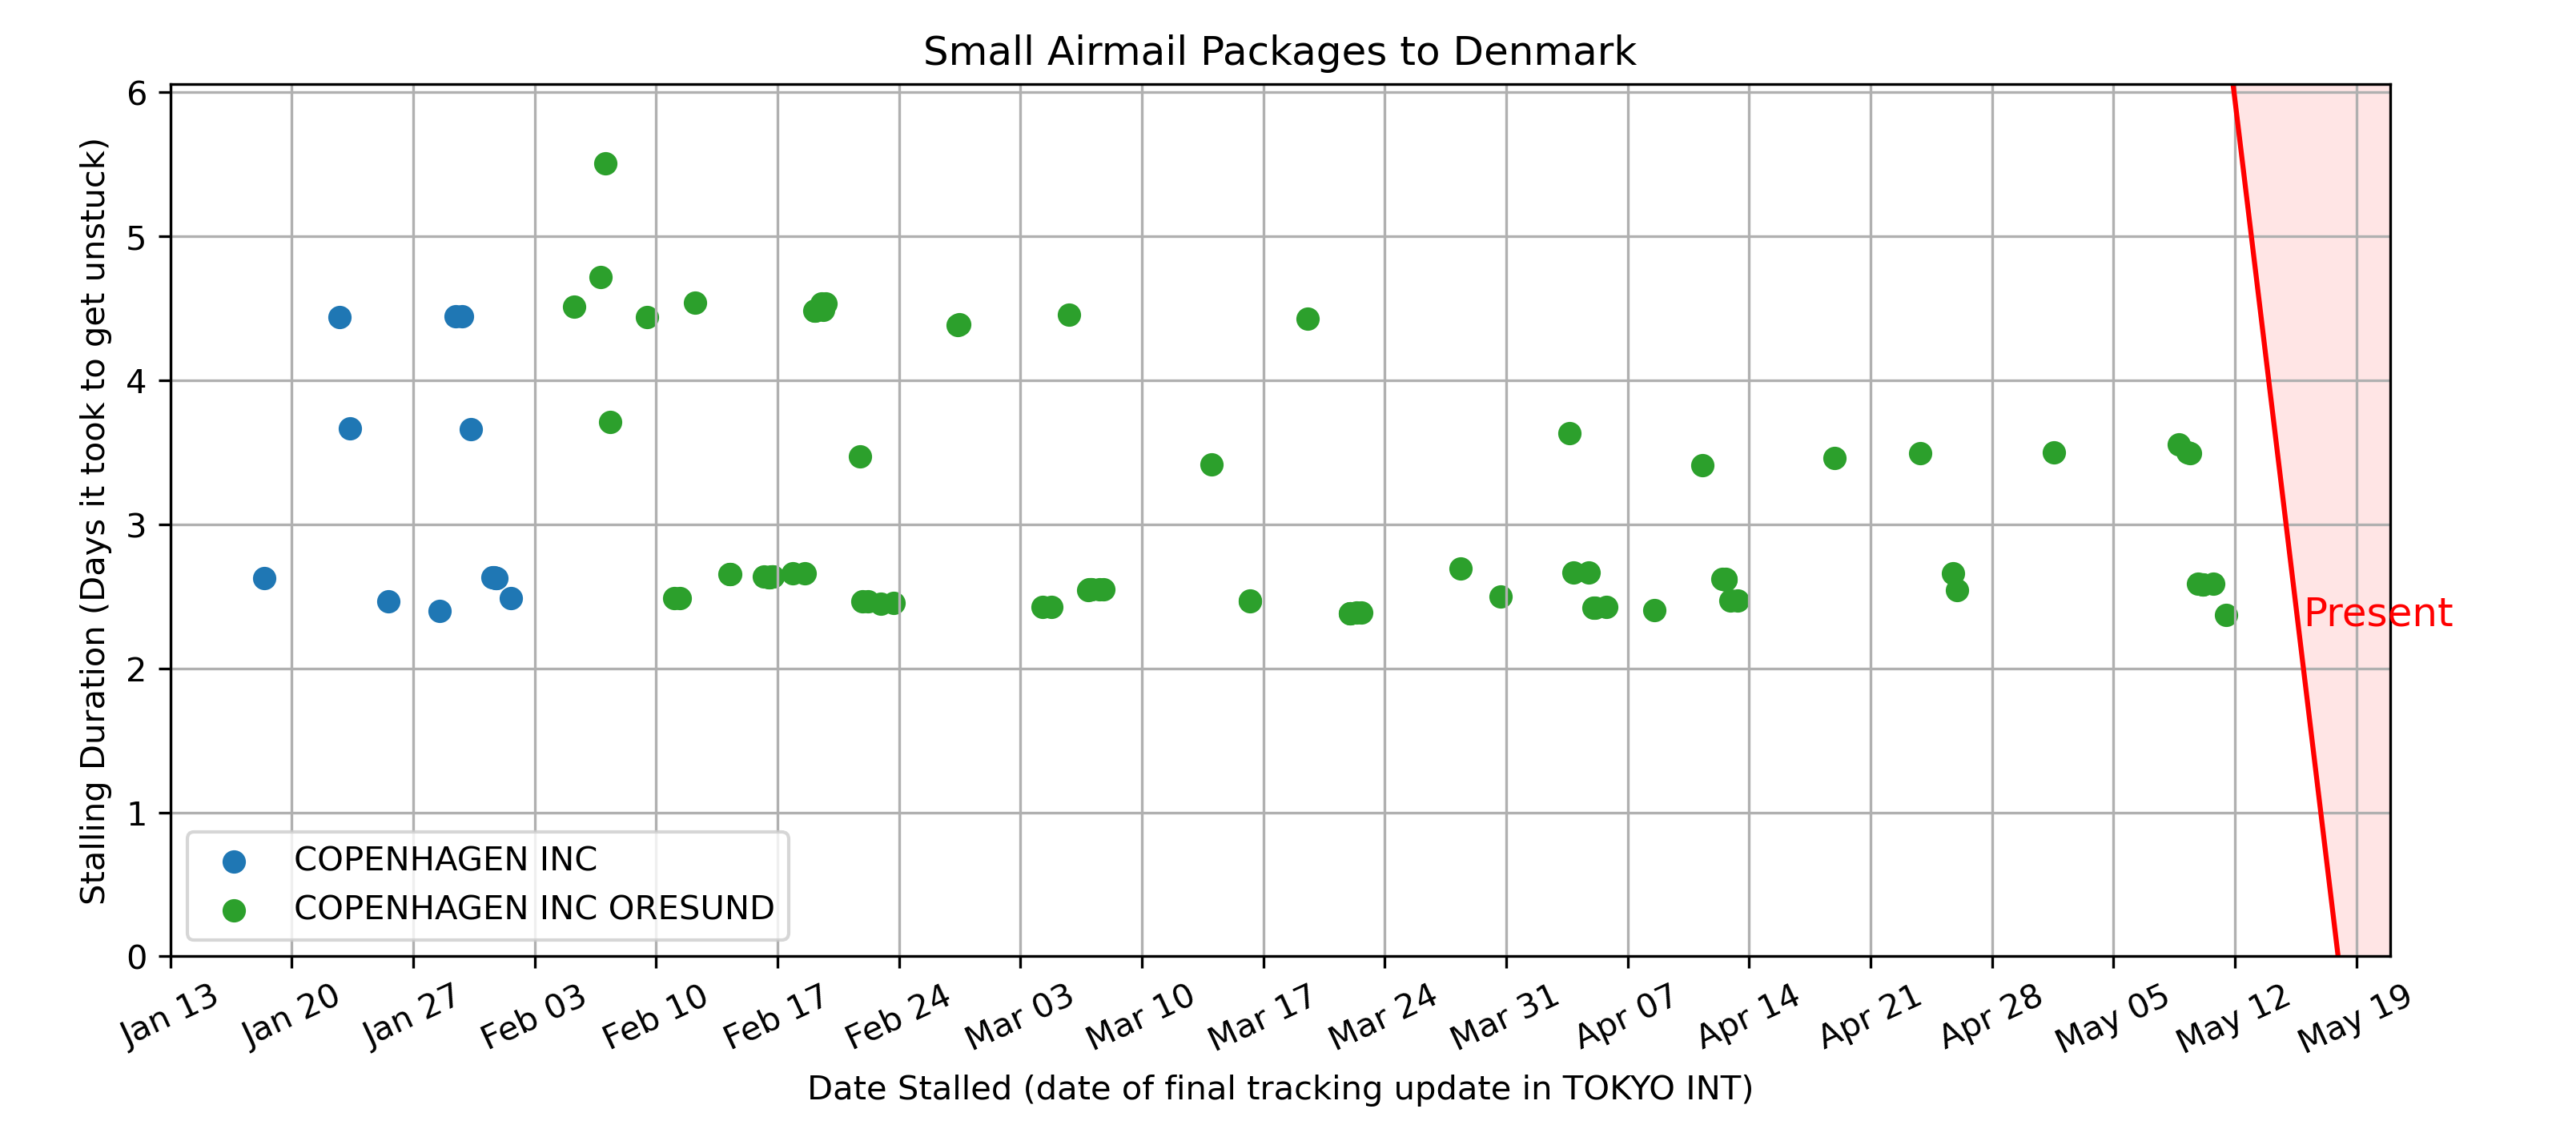 Small Airmail Packages to Denmark
Stalling Duration (Days it took to get unstuck)
6
5
4
3
2
1
0
Present
COPENHAGEN INC
COPENHAGEN INC ORESUND
Jan 13
Jan 20
Jan 27
Feb 03
Feb 10
Feb 17
Feb 24
Mar 03
Mar 10
Mar 17
Mar 24
Mar 31
Apr 07
Apr 14
Apr 21
Apr 28
May 05
May 12
May 19
Date Stalled (date of final tracking update in TOKYO INT)